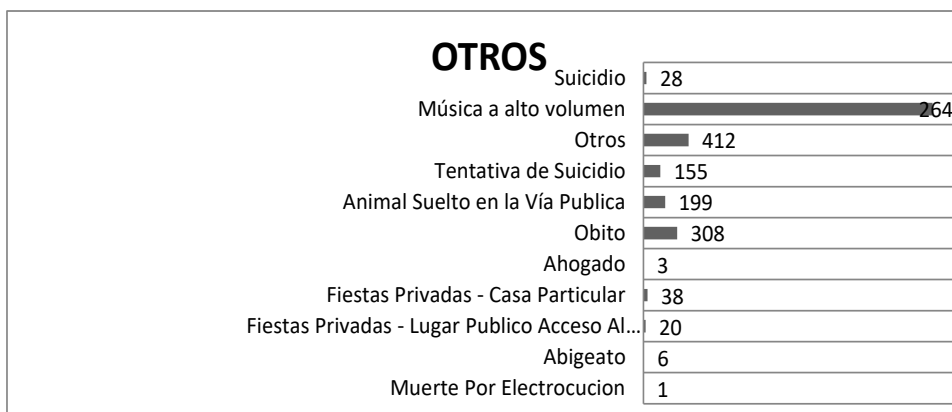 OTROS
Suicidio 28
Música a alto volumen 264
Otros 412
Tentativa de Suicidio 155
Animal Suelto en la Vía Publica 199
Obito 308
Ahogado 3
Fiestas Privadas - Casa Particular 38
Fiestas Privadas - Lugar Publico Acceso Al... 20
Abigeato 6
Muerte Por Electrocucion 1